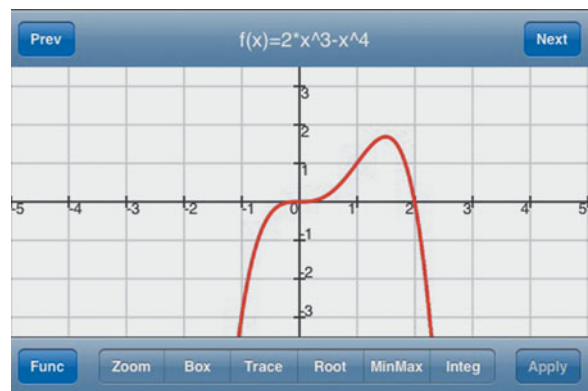 Prev f(x)=2*x^3-x^4 Next
3
2
1
-5 -4 -3 -2 -1 0 1 2 3 4 5
-1
-2
-3
Func Zoom Box Trace Root MinMax Integ Apply